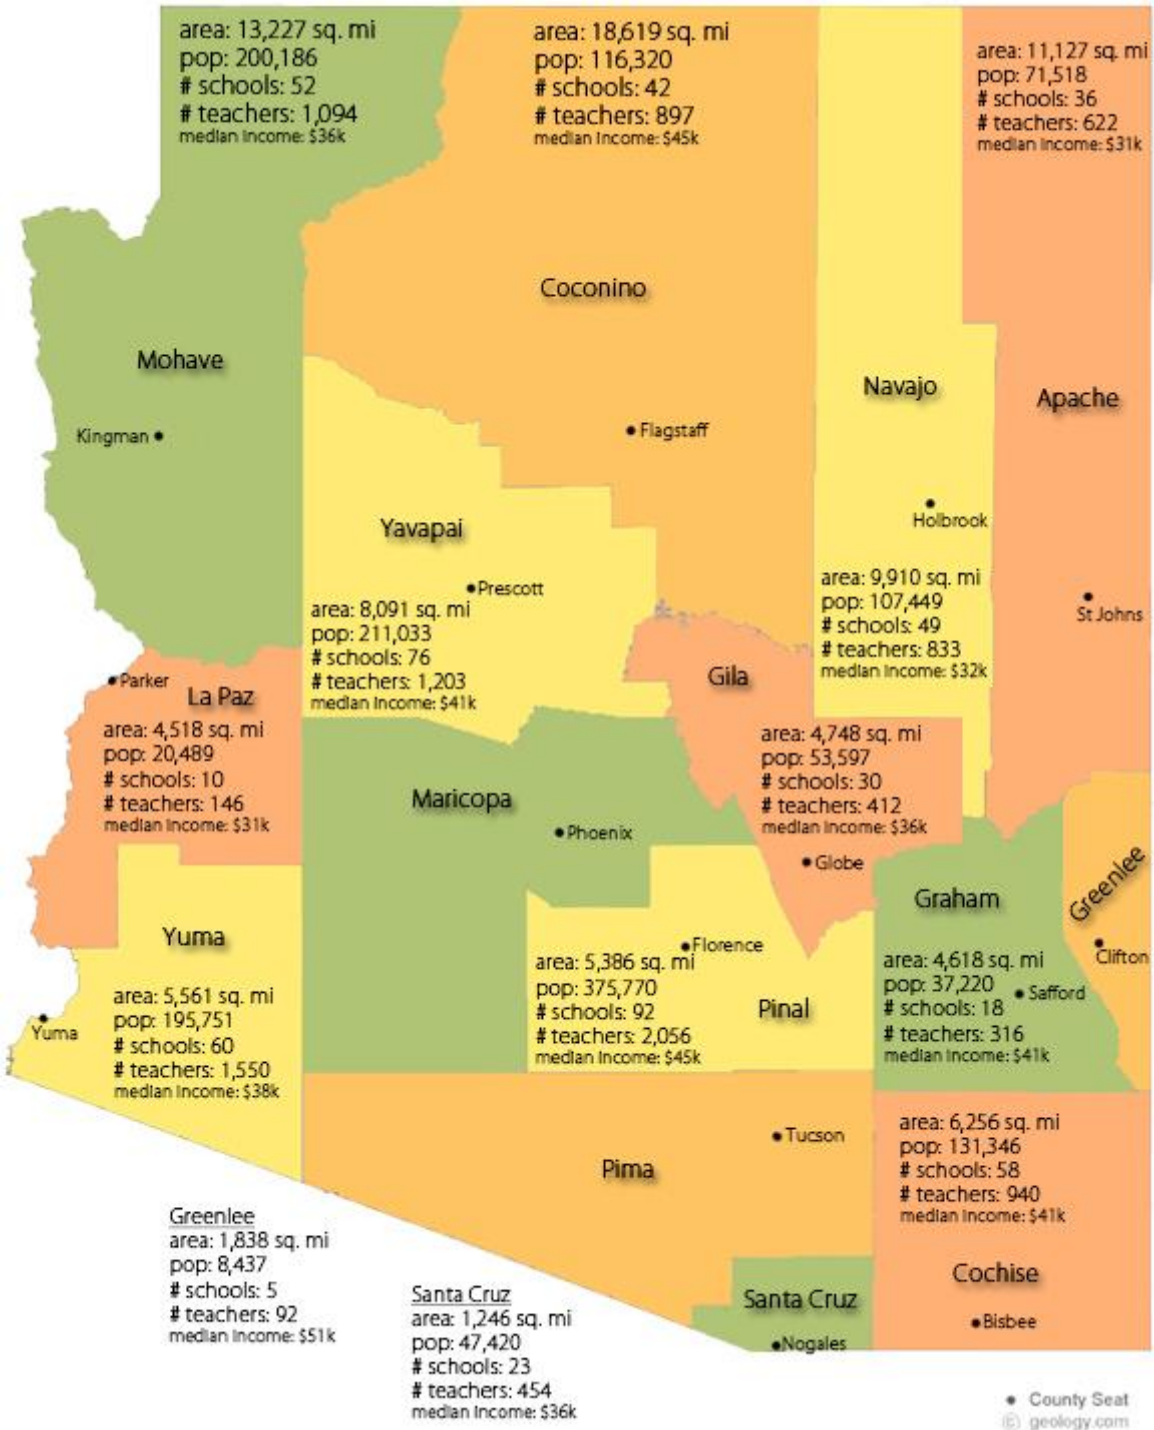 area: 13,227 sq. mi
pop: 200,186
# schools: 52
# teachers: 1,094
median income: $36k
area: 18,619 sq. mi
pop: 116,320
# schools: 42
# teachers: 897
median income: $45k
area: 11,127 sq. mi
pop: 71,518
# schools: 36
# teachers: 622
median income: $31k
Coconino
Mohave
Navajo
Apache
Kingman
Flagstaff
Holbrook
Yavapai
Prescott
area: 8,091 sq. mi
pop: 211,033
# schools: 76
# teachers: 1,203
median income: $41k
area: 9,910 sq. mi
pop: 107,449
# schools: 49
# teachers: 833
median income: $32k
St Johns
Parker
La Paz
area: 4,518 sq. mi
pop: 20,489
# schools: 10
# teachers: 146
median income: $31k
Gila
area: 4,748 sq. mi
pop: 53,597
# schools: 30
# teachers: 412
median income: $36k
Globe
Maricopa
Phoenix
Greenlee
Clifton
Graham
area: 4,618 sq. mi
pop: 37,220
# schools: 18
# teachers: 316
median income: $41k
Safford
Yuma
area: 5,561 sq. mi
pop: 195,751
# schools: 60
# teachers: 1,550
median income: $38k
Yuma
Florence
area: 5,386 sq. mi
pop: 375,770
# schools: 92
# teachers: 2,056
median income: $45k
Pinal
Tucson
Pima
area: 6,256 sq. mi
pop: 131,346
# schools: 58
# teachers: 940
median income: $41k
Cochise
Bisbee
Santa Cruz
Nogales
Greenlee
area: 1,838 sq. mi
pop: 8,437
# schools: 5
# teachers: 92
median income: $51k
Santa Cruz
area: 1,246 sq. mi
pop: 47,420
# schools: 23
# teachers: 454
median income: $36k
County Seat
© geology.com